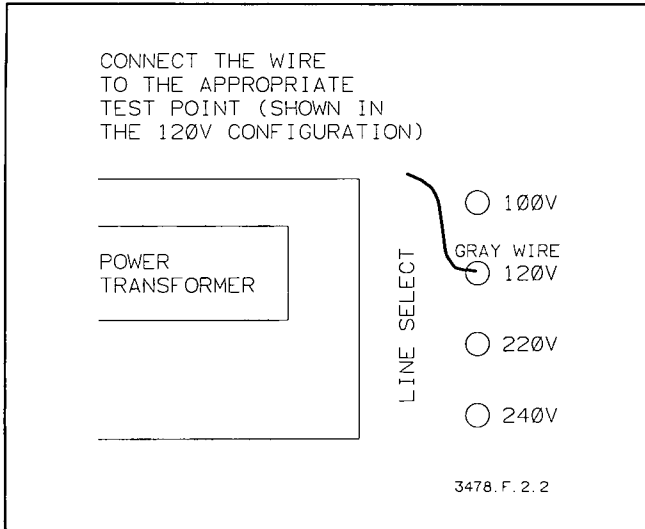 CONNECT THE WIRE
TO THE APPROPRIATE
TEST POINT (SHOWN IN
THE 120V CONFIGURATION)
100V
GRAY WIRE
120V
POWER
TRANSFORMER
LINE SELECT
220V
240V
3478.F.2.2